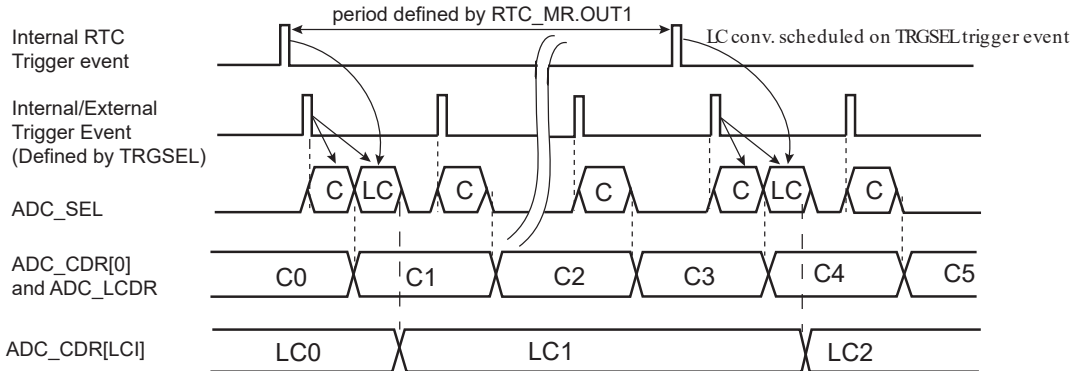 period defined by RTC_MR.OUT1
Internal RTC
Trigger event
LC conv. scheduled on TRGSEL trigger event
Internal/External
Trigger Event
(Defined by TRGSEL)
ADC_SEL
C LC C C C LC C
ADC_CDR[0]
and ADC_LCDR
C0 C1 C2 C3 C4 C5
ADC_CDR[LCI]
LC0 LC1 LC2